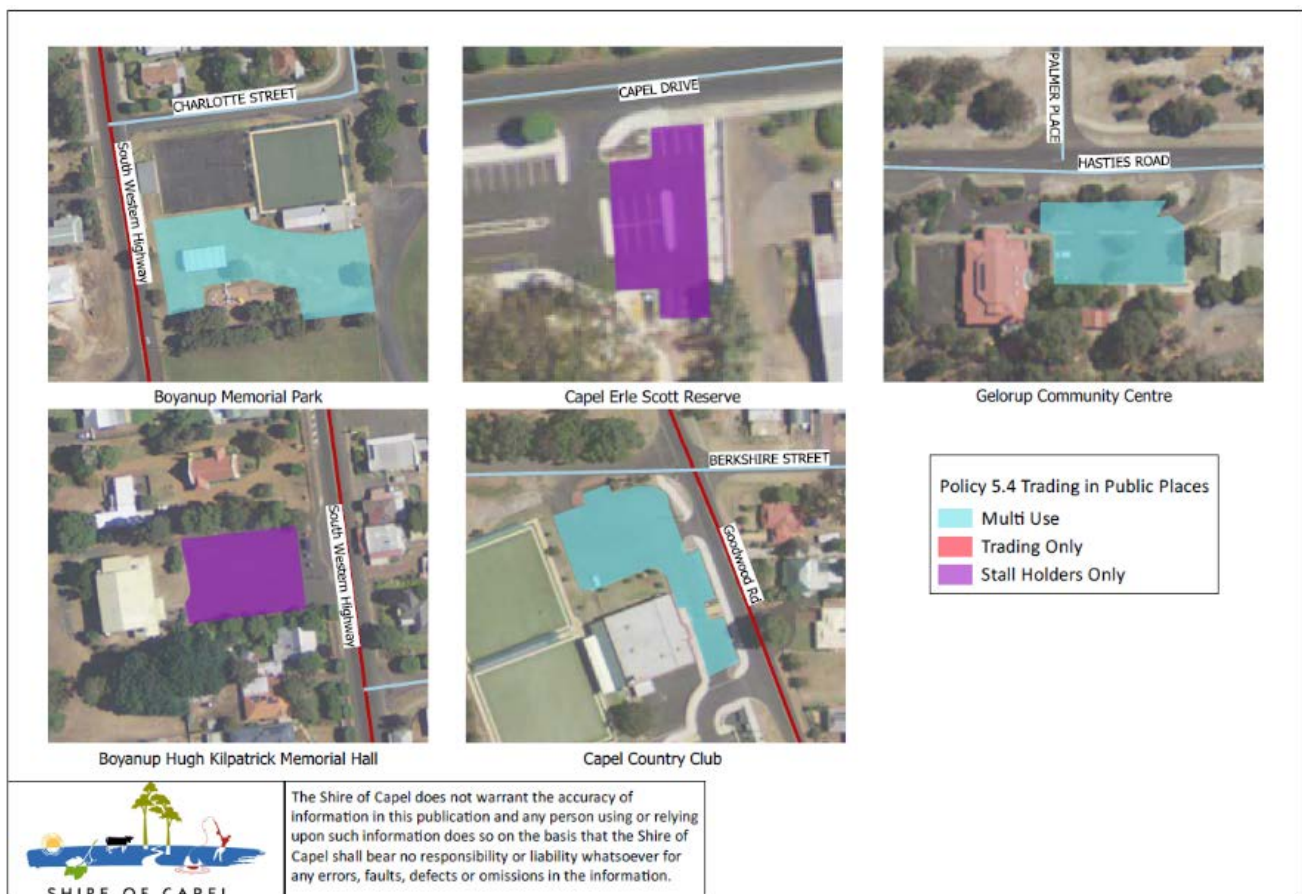 CHARLOTTE STREET
South Western Highway
Boyanup Memorial Park
CAPEL DRIVE
Capel Erle Scott Reserve
PALMER PLACE
HASTIES ROAD
Gelorup Community Centre
South Western Highway
Boyanup Hugh Kilpatrick Memorial Hall
BERKSHIRE STREET
Goodwood Rd
Capel Country Club
Policy 5.4 Trading in Public Places
Multi Use
Trading Only
Stall Holders Only
SHIRE OF CAPEL
The Shire of Capel does not warrant the accuracy of
information in this publication and any person using or relying
upon such information does so on the basis that the Shire of
Capel shall bear no responsibility or liability whatsoever for
any errors, faults, defects or omissions in the information.